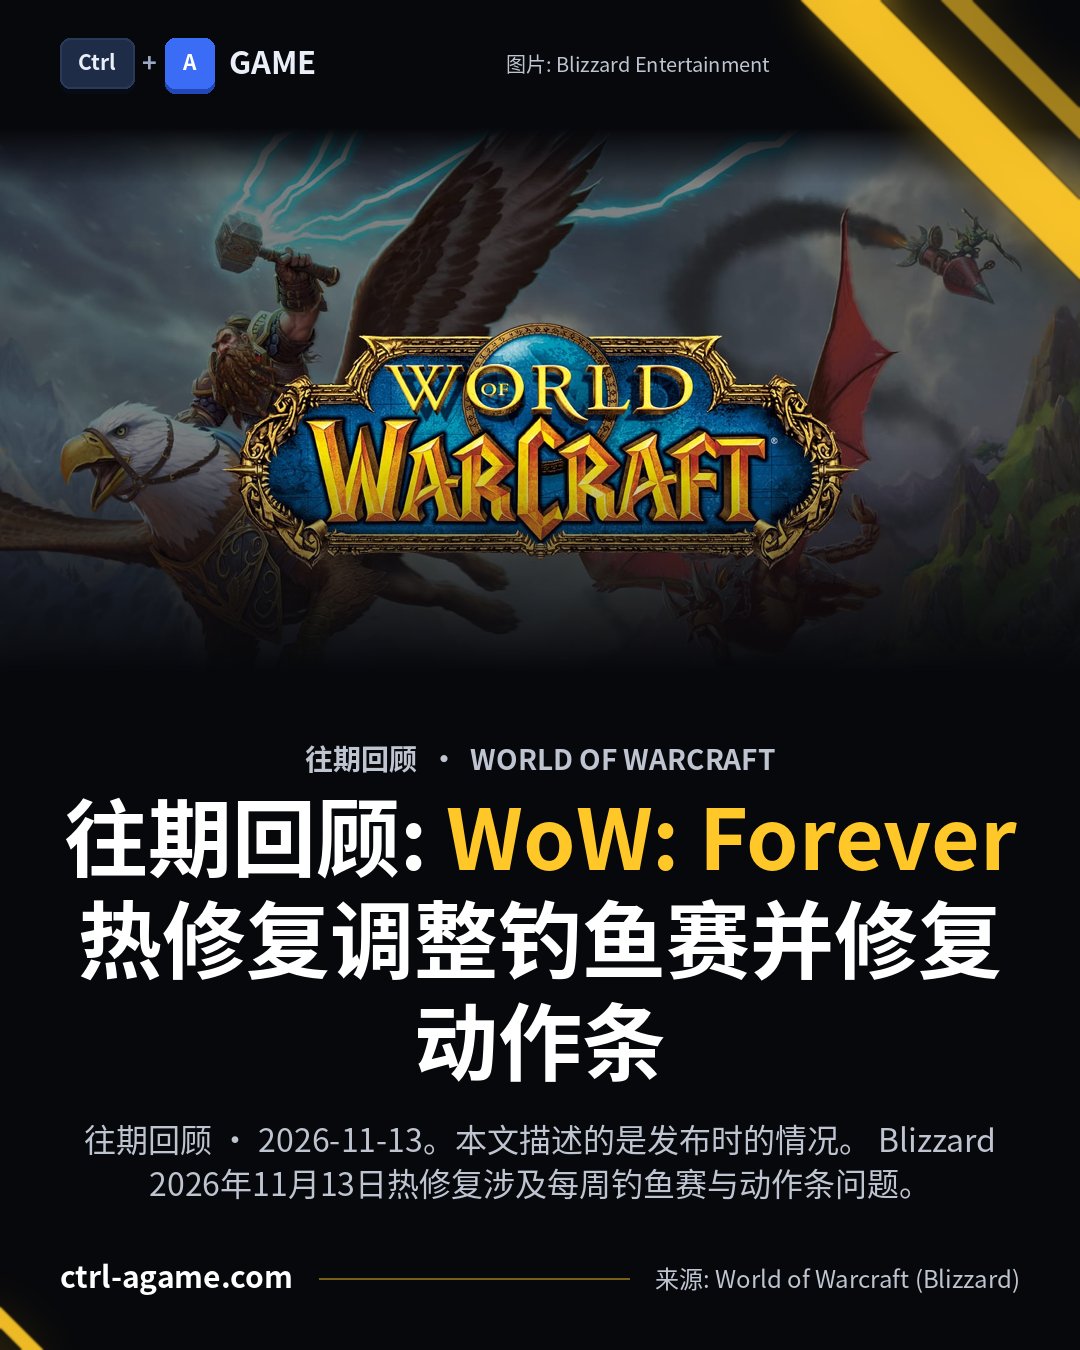 Ctrl + A GAME
图片: Blizzard Entertainment
WORLD
OF
WARCRAFT®
往期回顾 · WORLD OF WARCRAFT
往期回顾: WoW: Forever
热修复调整钓鱼赛并修复
动作条
往期回顾 · 2026-11-13。本文描述的是发布时的情况。 Blizzard
2026年11月13日热修复涉及每周钓鱼赛与动作条问题。
ctrl-agame.com
来源: World of Warcraft (Blizzard)